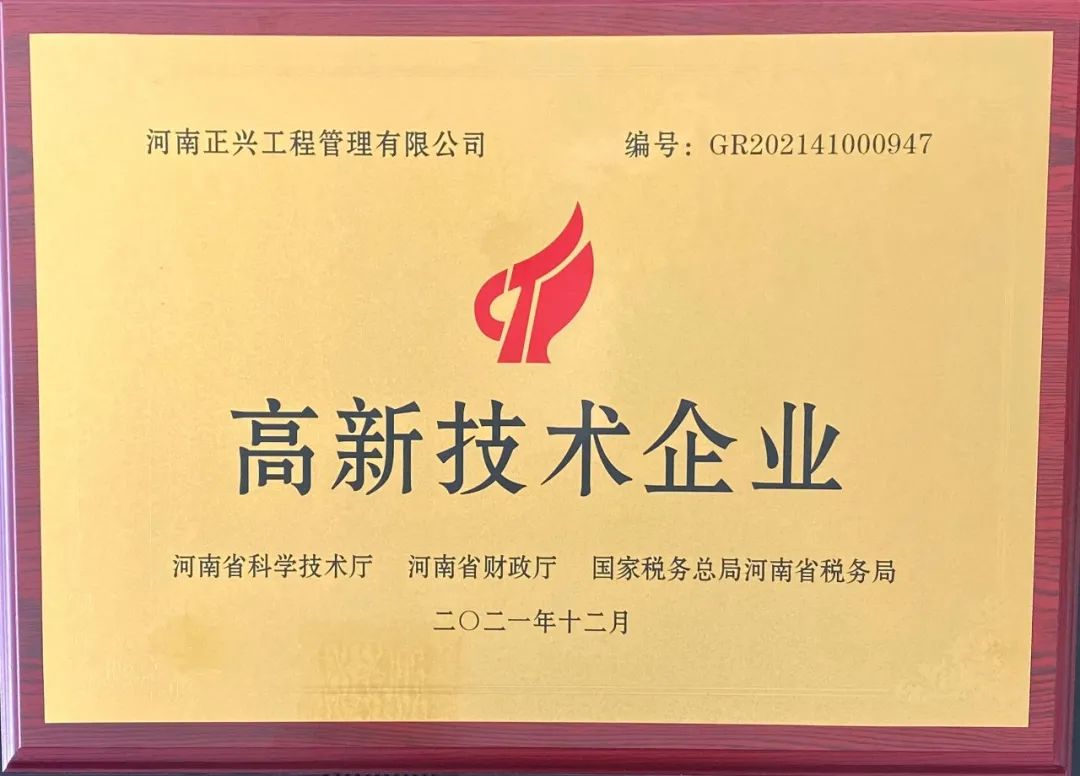 河南正兴工程管理有限公司 编号：GR202141000947
高新技术企业
河南省科学技术厅 河南省财政厅 国家税务总局河南省税务局
二〇二一年十二月